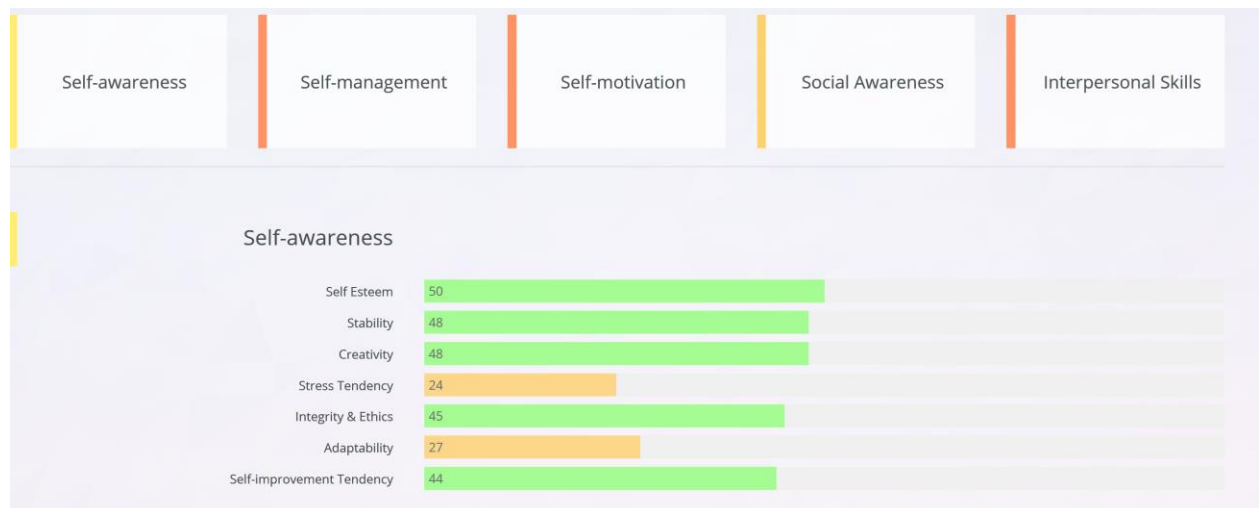 Self-awareness
Self-management
Self-motivation
Social Awareness
Interpersonal Skills
Self-awareness
Self Esteem 50
Stability 48
Creativity 48
Stress Tendency 24
Integrity & Ethics 45
Adaptability 27
Self-improvement Tendency 44